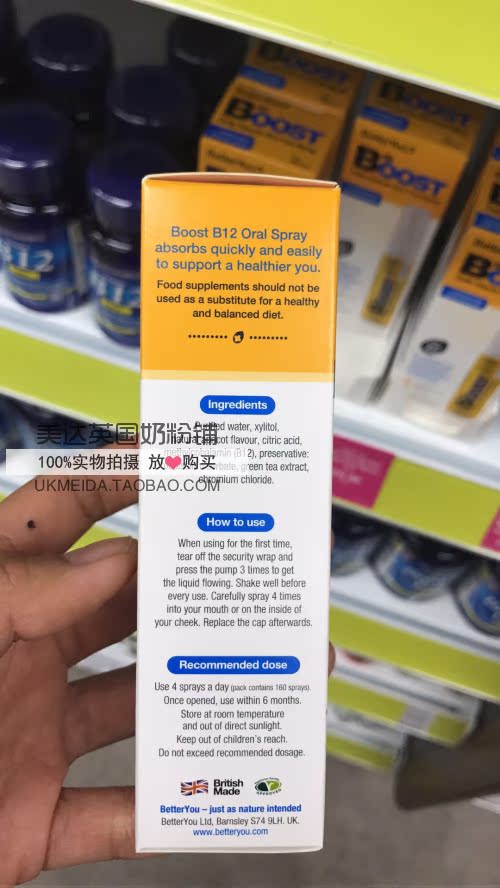 Boost B12 Oral Spray
absorbs quickly and easily
to support a healthier you.
Food supplements should not be
used as a substitute for a healthy
and balanced diet.
Ingredients
Purified water, xylitol,
natural apricot flavour, citric acid,
methylcobalamin (B12), preservative:
green tea extract,
chromium chloride.
美达英国奶粉铺
100%实物拍摄 放❤购买
UKMEIDA.TAOBAO.COM
How to use
When using for the first time,
tear off the security wrap and
press the pump 3 times to get
the liquid flowing. Shake well before
every use. Carefully spray 4 times
into your mouth or on the inside of
your cheek. Replace the cap afterwards.
Recommended dose
Use 4 sprays a day (pack contains 160 sprays).
Once opened, use within 6 months.
Store at room temperature
and out of direct sunlight.
Keep out of children's reach.
Do not exceed recommended dosage.
British
Made
APPROVED
BetterYou – just as nature intended
BetterYou Ltd, Barnsley S74 9LH. UK.
www.betteryou.com
BOOST
BOOST
BOOST
B12
B12